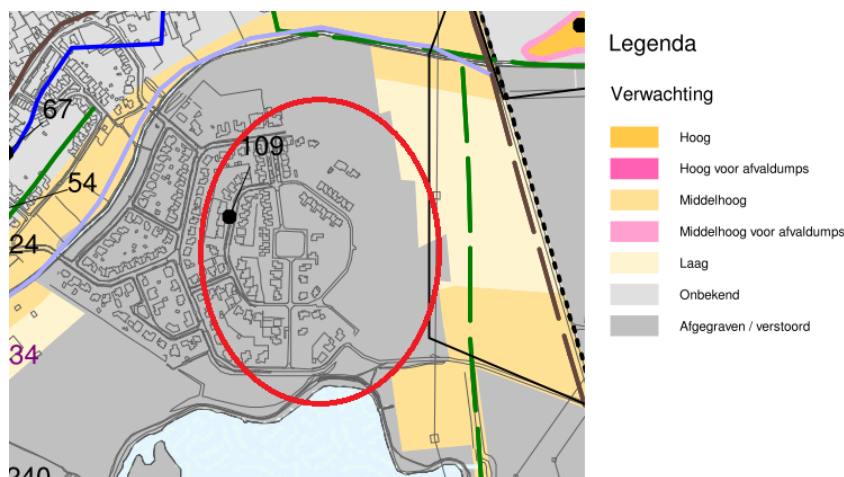 67
109
54
24
34
240
Legenda
Verwachting
Hoog
Hoog voor afvaldumps
Middelhoog
Middelhoog voor afvaldumps
Laag
Onbekend
Afgegraven / verstoord